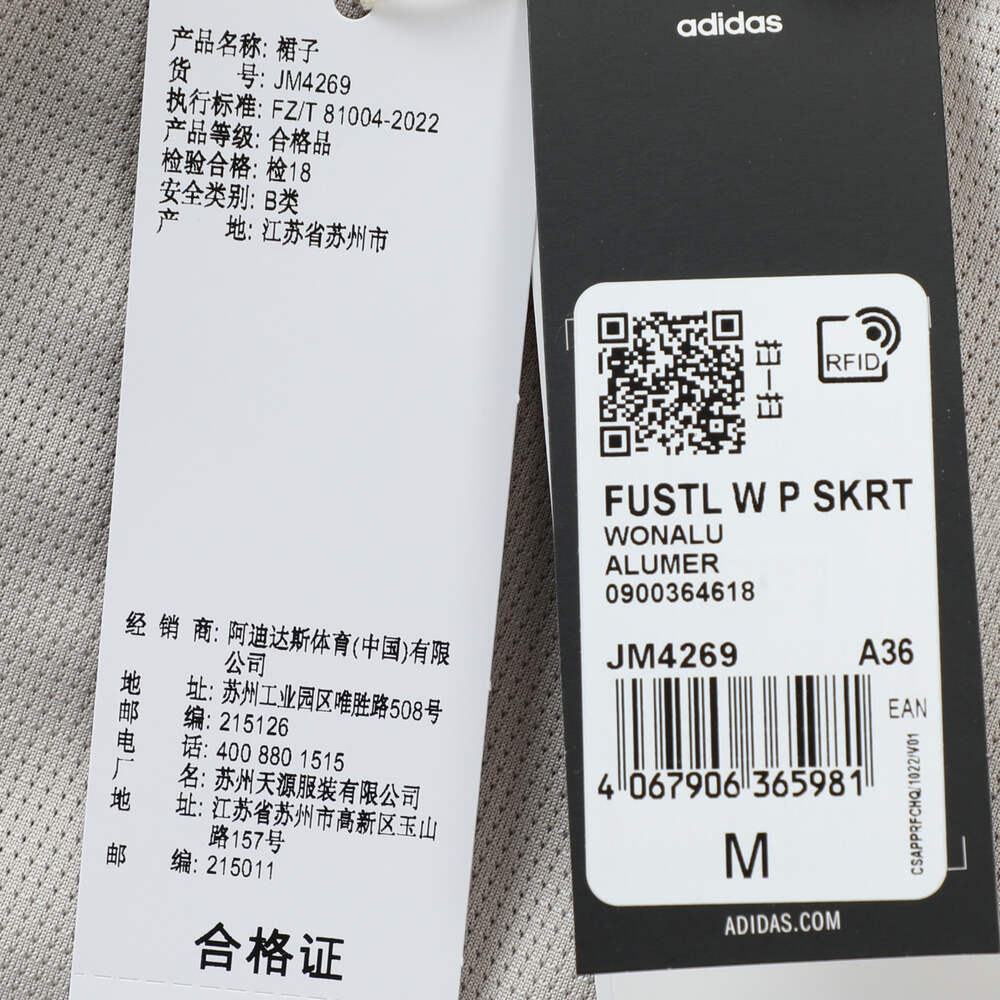 产品名称: 裙子
货 号: JM4269
执行标准: FZ/T 81004-2022
产品等级: 合格品
检验合格: 检18
安全类别: B类
产 地: 江苏省苏州市
经 销 商: 阿迪达斯体育(中国)有限
公司
地 址: 苏州工业园区唯胜路508号
邮 编: 215126
电 话: 400 880 1515
厂 名: 苏州天源服装有限公司
地 址: 江苏省苏州市高新区玉山
路157号
邮 编: 215011
合格证
adidas
扫一扫
RFID
FUSTL W P SKRT
WONALU
ALUMER
0900364618
JM4269 A36
EAN
4 067906 365981
CSAPPRFCHQ/1022/V01
M
ADIDAS.COM